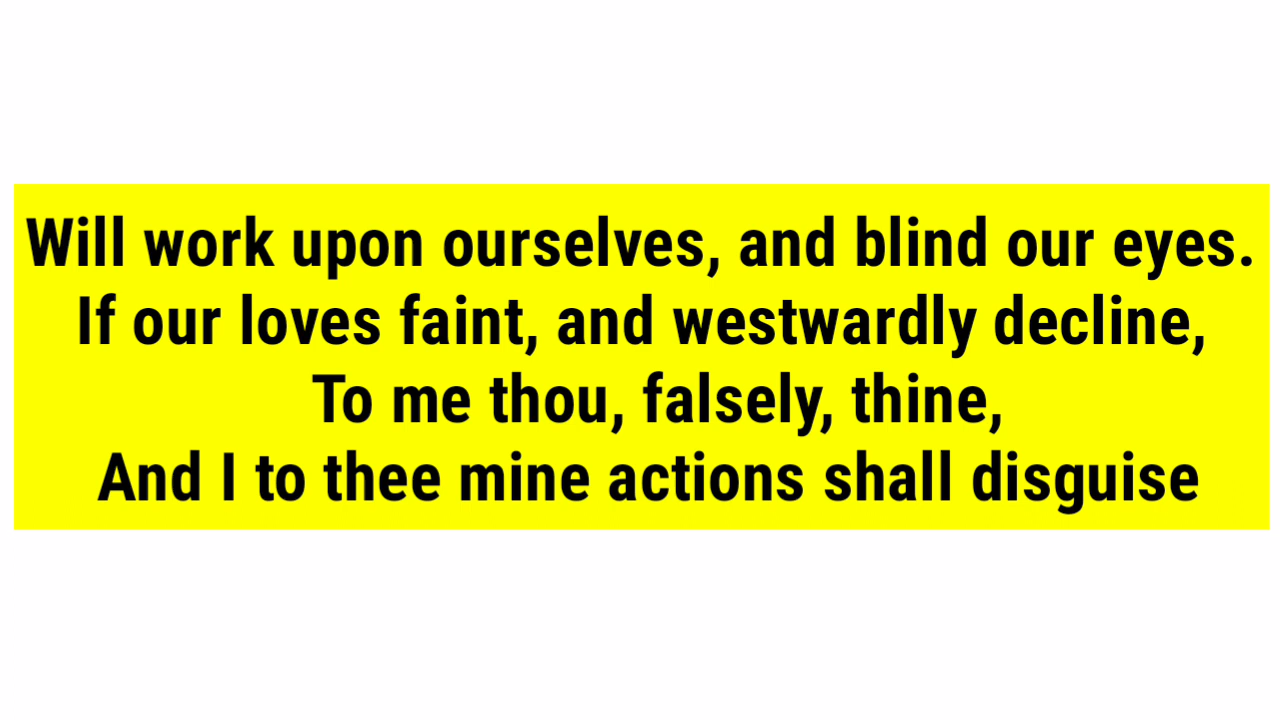 Will work upon ourselves, and blind our eyes.
If our loves faint, and westwardly decline,
To me thou, falsely, thine,
And I to thee mine actions shall disguise